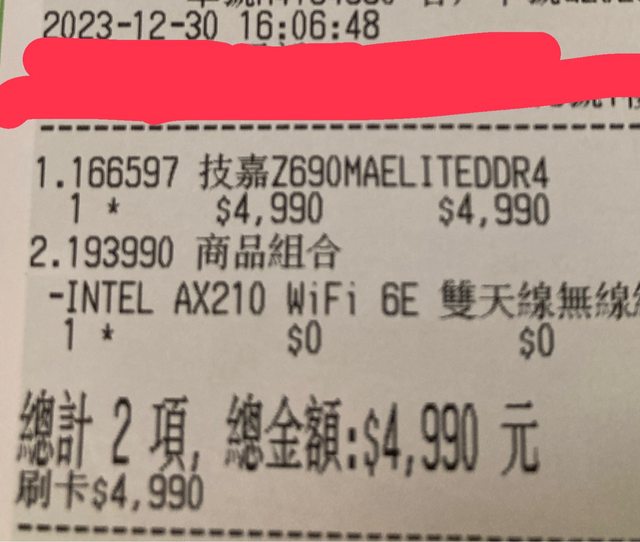 2023-12-30 16:06:48
1.166597 技嘉Z690MAELITEDDR4
1 * $4,990 $4,990
2.193990 商品組合
-INTEL AX210 WiFi 6E 雙天線無線
1 * $0 $0
總計 2 項, 總金額:$4,990 元
刷卡$4,990